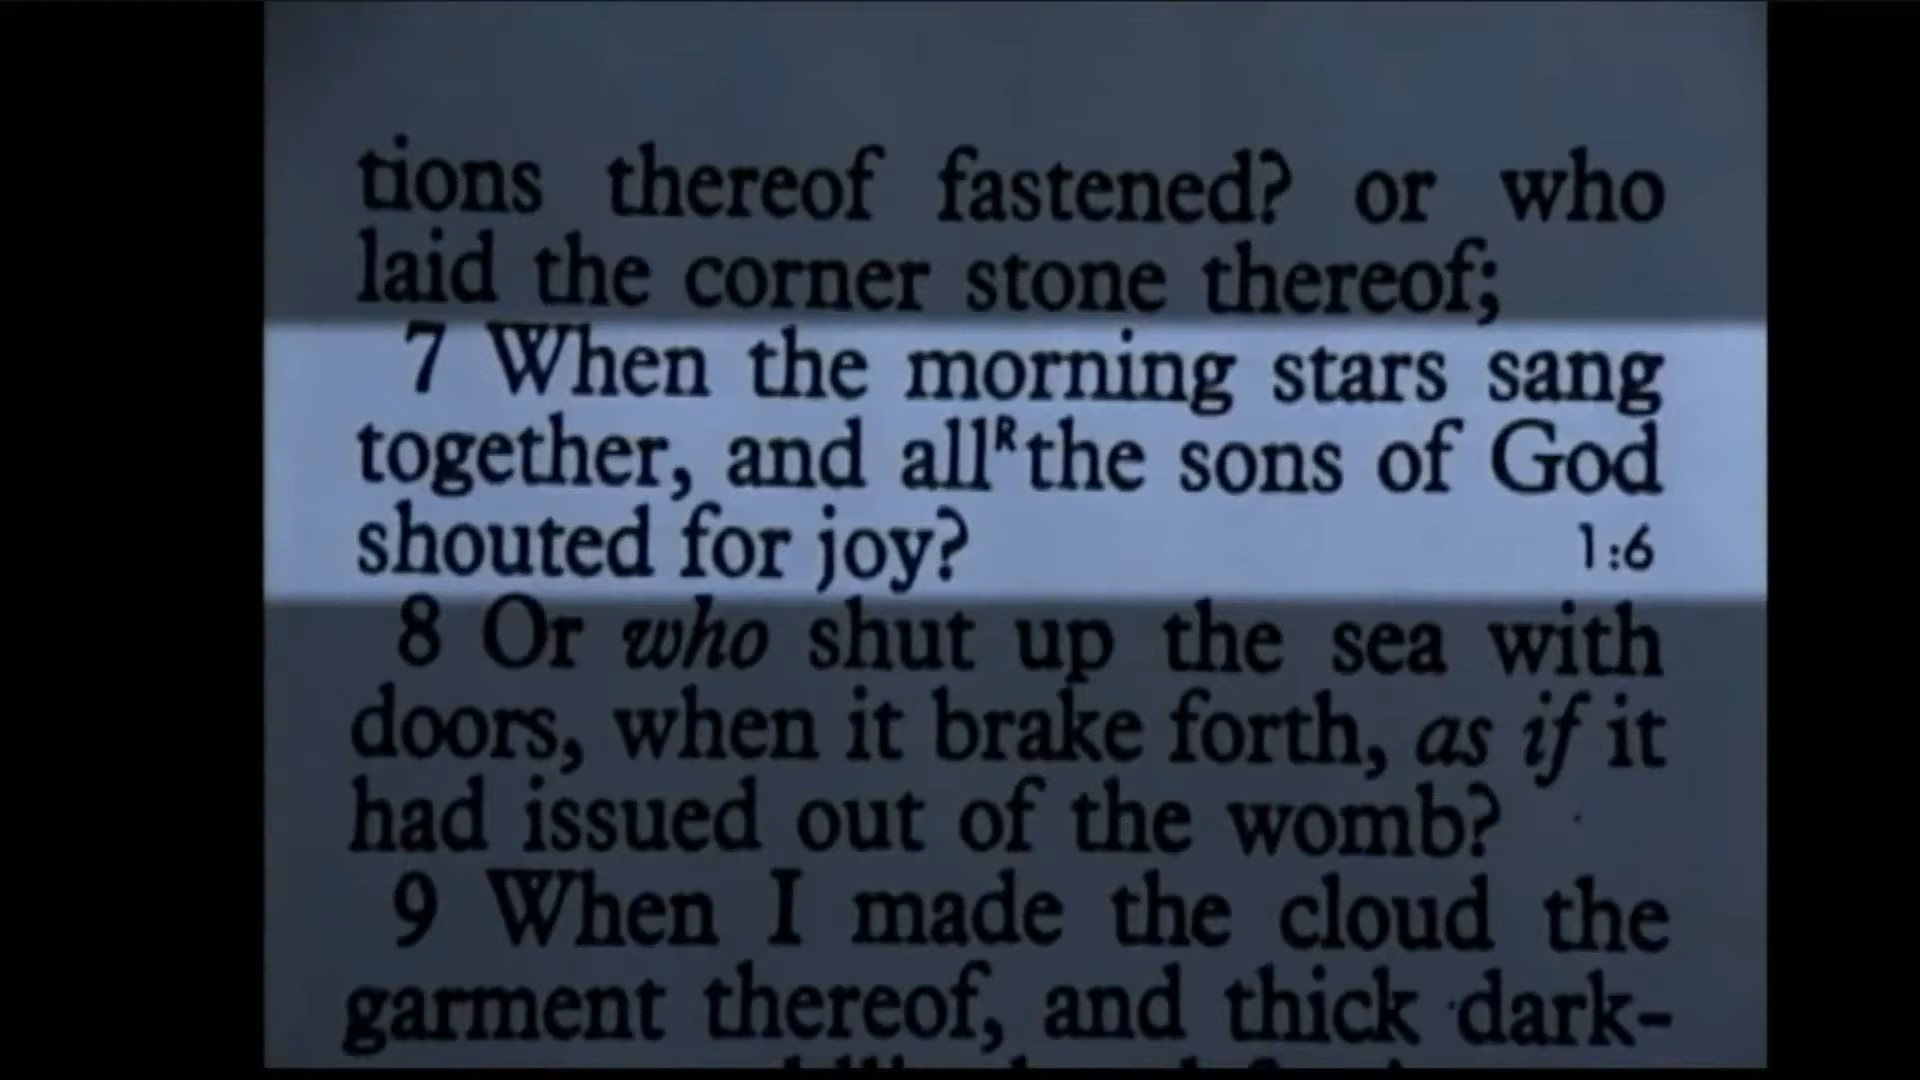 tions thereof fastened? or who
laid the corner stone thereof;
7 When the morning stars sang
together, and allᴿ the sons of God
shouted for joy? 1:6
8 Or who shut up the sea with
doors, when it brake forth, as if it
had issued out of the womb?
9 When I made the cloud the
garment thereof, and thick dark-